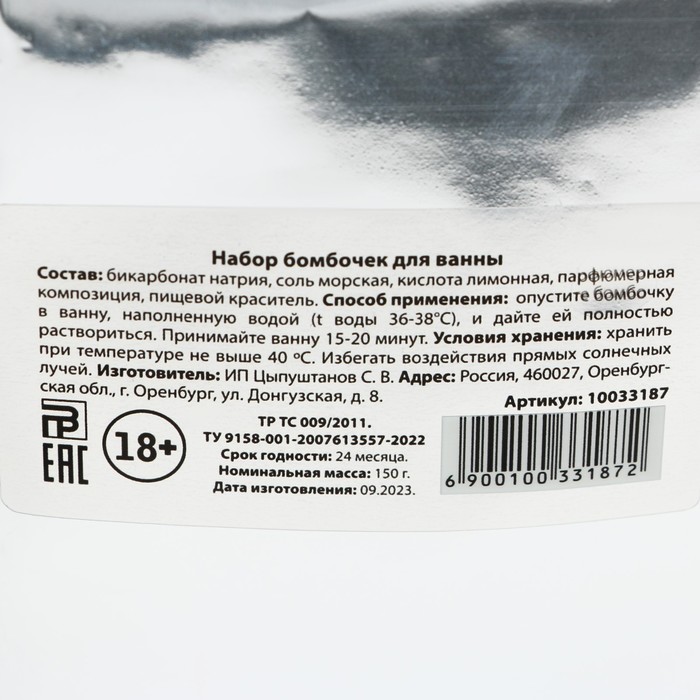 Набор бомбочек для ванны
Состав: бикарбонат натрия, соль морская, кислота лимонная, парфюмерная
композиция, пищевой краситель. Способ применения: опустите бомбочку
в ванну, наполненную водой (t воды 36-38°C), и дайте ей полностью
раствориться. Принимайте ванну 15-20 минут. Условия хранения: хранить
при температуре не выше 40 ºC. Избегать воздействия прямых солнечных
лучей. Изготовитель: ИП Цыпуштанов С. В. Адрес: Россия, 460027, Оренбург-
ская обл., г. Оренбург, ул. Донгузская, д. 8.
Артикул: 10033187
EAC
18+
ТР ТС 009/2011.
ТУ 9158-001-2007613557-2022
Срок годности: 24 месяца.
Номинальная масса: 150 г.
Дата изготовления: 09.2023.
6 900100 331872